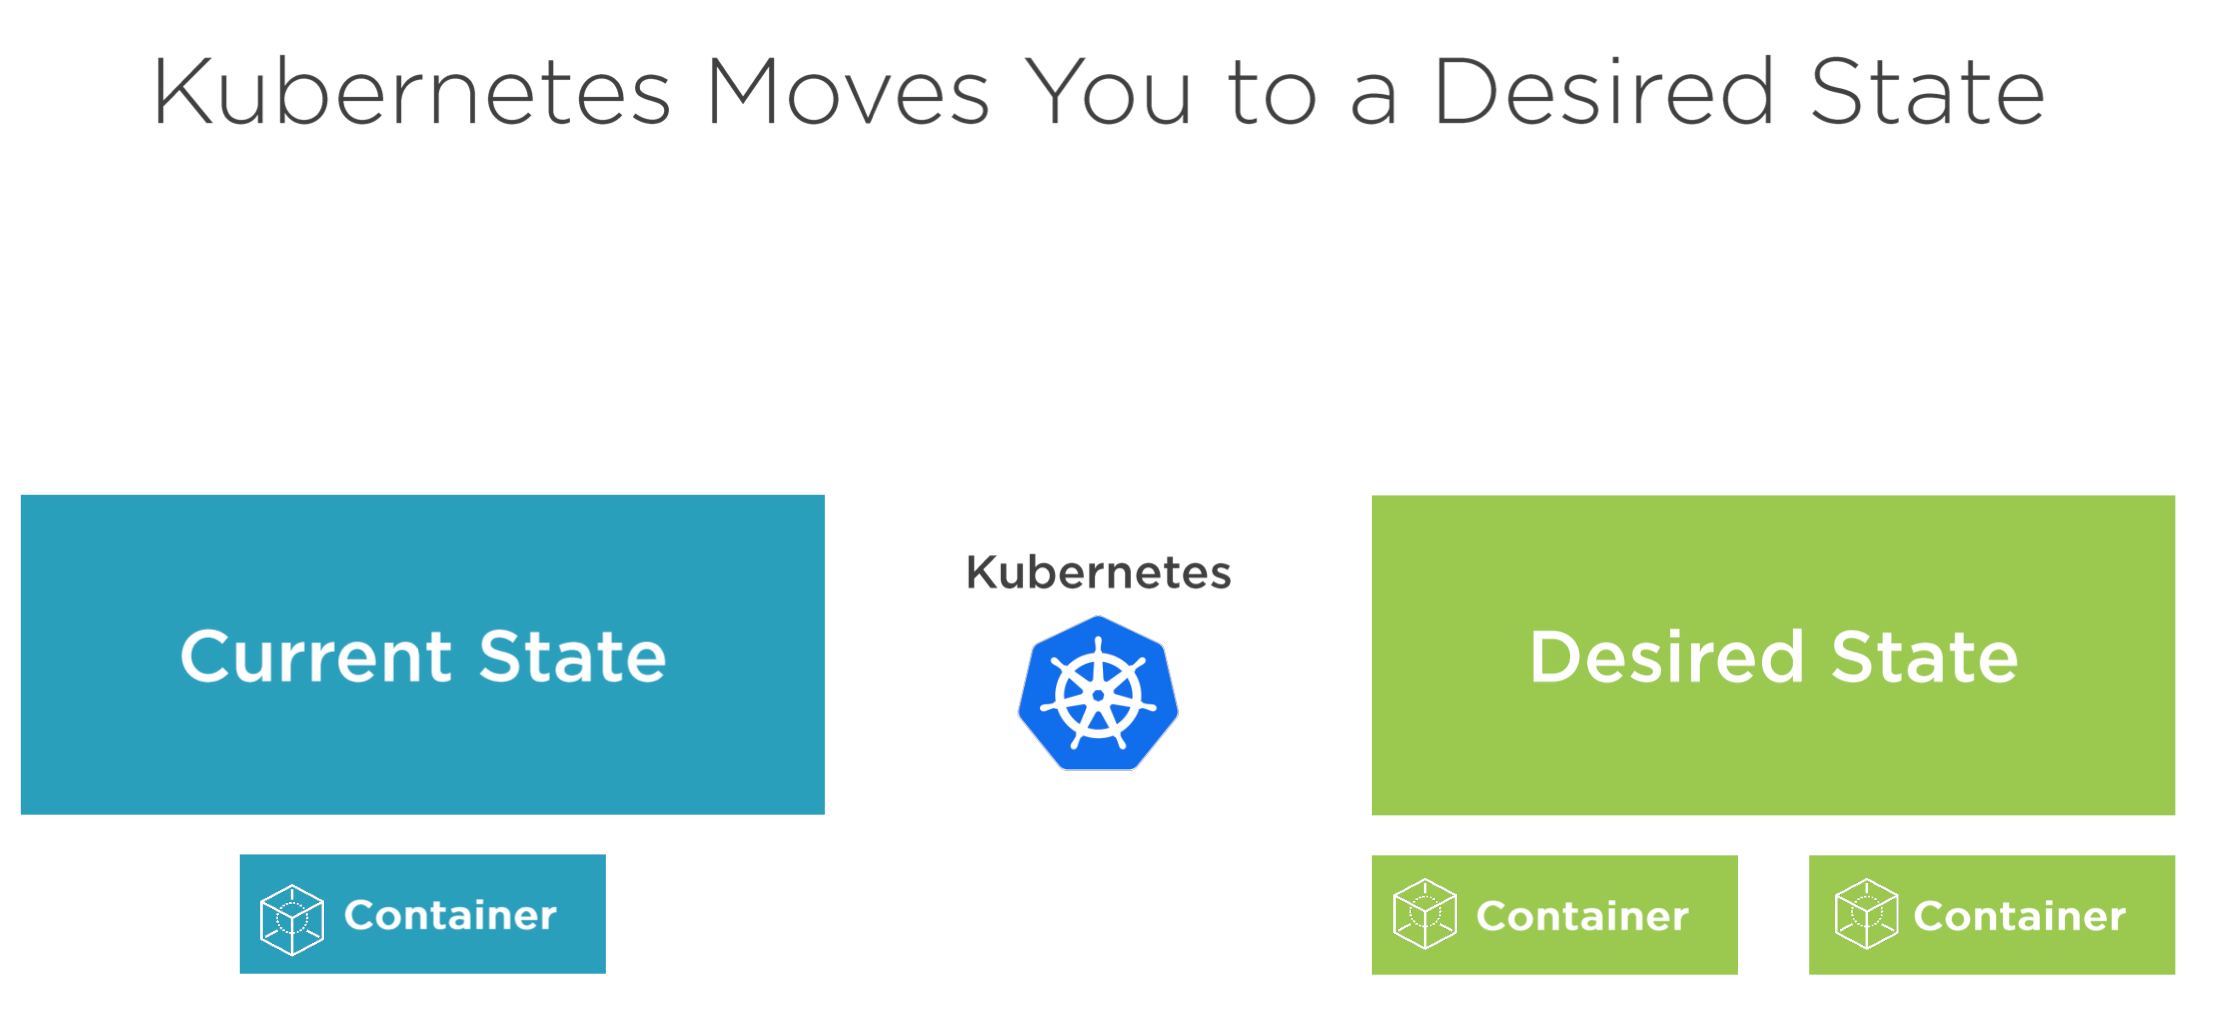 Kubernetes Moves You to a Desired State
Current State
Kubernetes
Desired State
Container
Container
Container